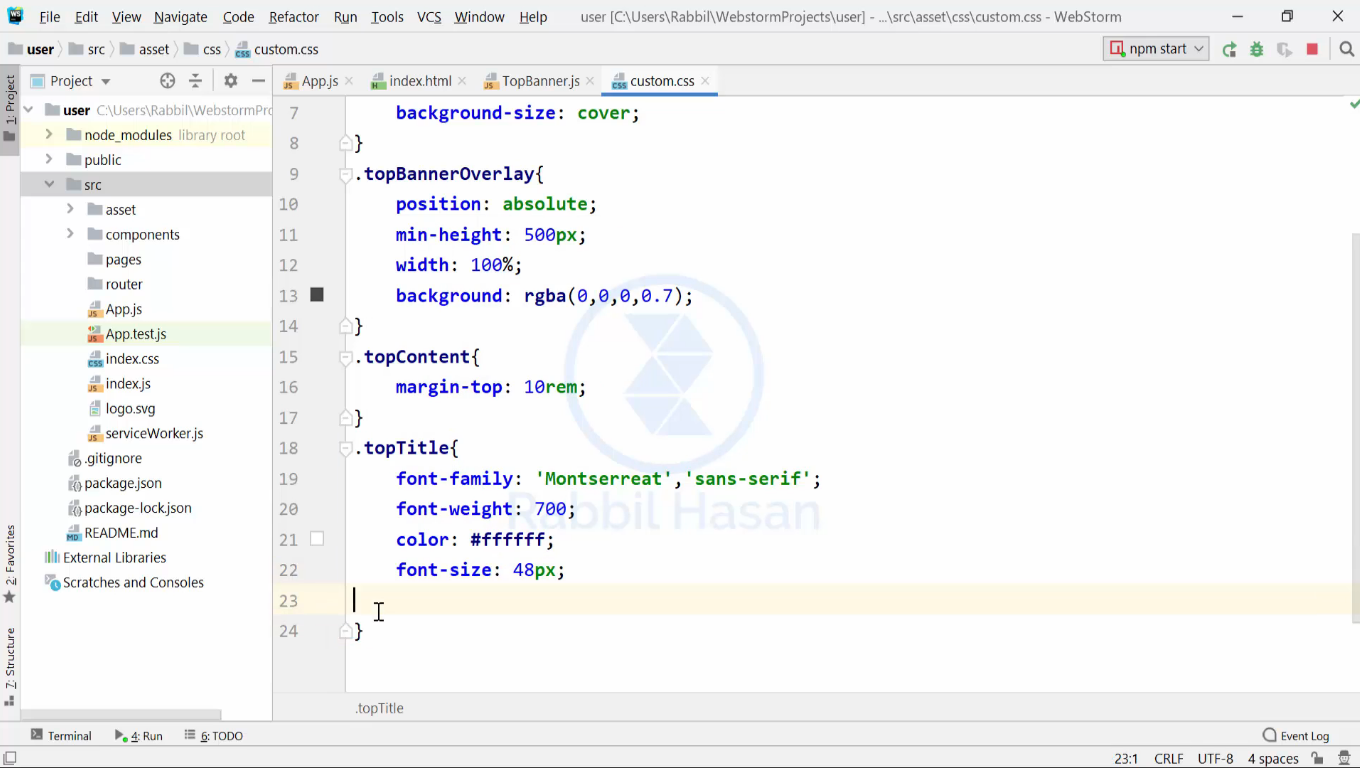 File Edit View Navigate Code Refactor Run Tools VCS Window Help user [C:\Users\Rabbil\WebstormProjects\user] - ...\src\asset\css\custom.css - WebStorm
user src asset css custom.css npm start
Project App.js index.html TopBanner.js custom.css
1: Project
user C:\Users\Rabbil\WebstormPro
node_modules library root
public
src
asset
components
pages
router
App.js
App.test.js
index.css
index.js
logo.svg
serviceWorker.js
.gitignore
package.json
package-lock.json
README.md
External Libraries
Scratches and Consoles
2: Favorites
7: Structure
7 background-size: cover;
8 }
9 .topBannerOverlay{
10 position: absolute;
11 min-height: 500px;
12 width: 100%;
13 background: rgba(0,0,0,0.7);
14 }
15 .topContent{
16 margin-top: 10rem;
17 }
18 .topTitle{
19 font-family: 'Montserreat','sans-serif';
20 font-weight: 700;
21 color: #ffffff;
22 font-size: 48px;
23
24 }
Rabbil Hasan
.topTitle
Terminal 4: Run 6: TODO Event Log
23:1 CRLF UTF-8 4 spaces